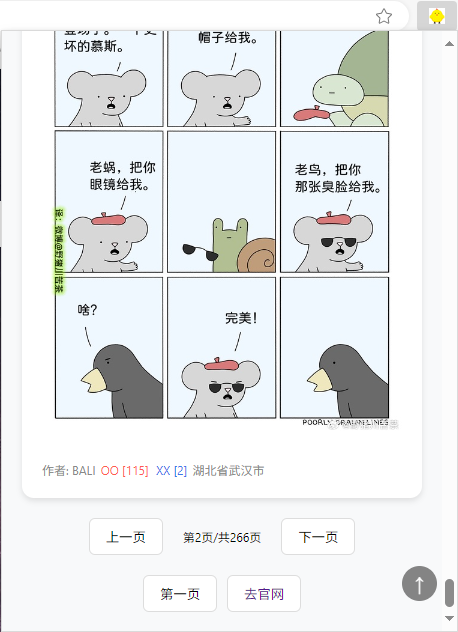 坏的慕斯。
帽子给我。
老蜗，把你
眼镜给我。
老鸟，把你
那张臭脸给我。
啥？
完美！
POORLY DRAWN LINES
作者: BALI OO [115] XX [2] 湖北省武汉市
上一页 第2页/共266页 下一页
第一页 去官网